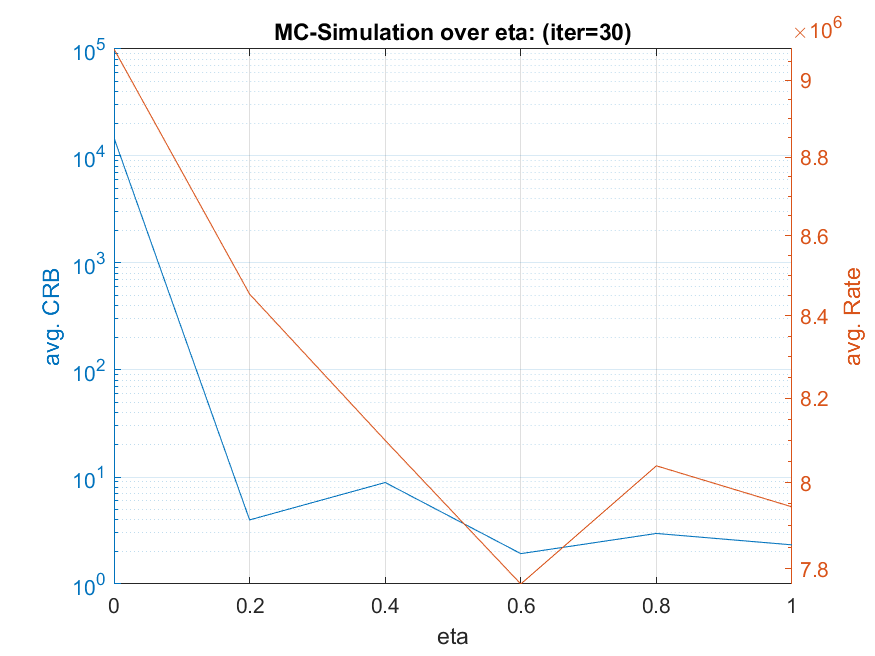 MC-Simulation over eta: (iter=30)
×10^6
10^5
10^4
10^3
10^2
10^1
10^0
avg. CRB
9
8.8
8.6
8.4
8.2
8
7.8
avg. Rate
0 0.2 0.4 0.6 0.8 1
eta